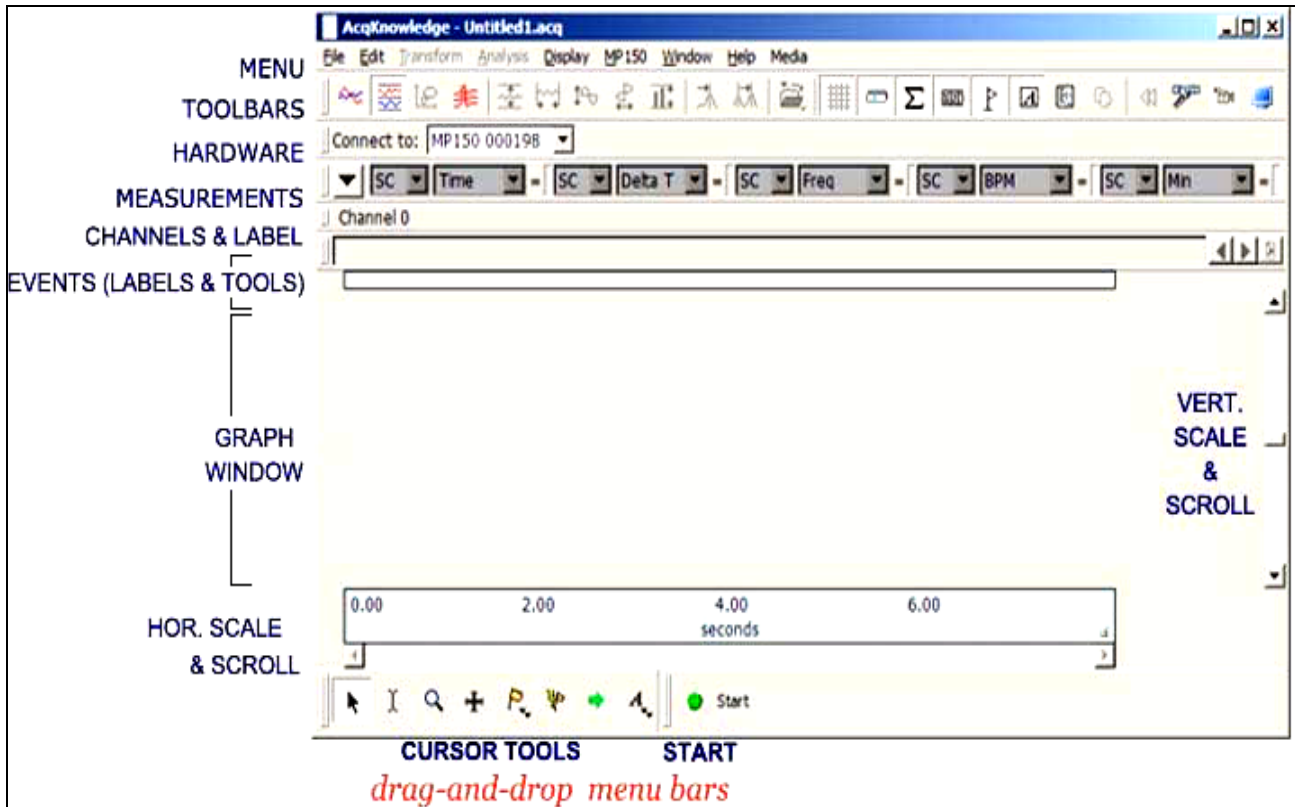 AcqKnowledge - Untitled1.acq
File Edit Transform Analysis Display MP150 Window Help Media
MENU
TOOLBARS
HARDWARE
Connect to: MP150 000198
MEASUREMENTS
SC Time = SC Delta T = SC Freq = SC BPM = SC Min =
Channel 0
CHANNELS & LABEL
EVENTS (LABELS & TOOLS)
GRAPH
WINDOW
VERT.
SCALE
&
SCROLL
HOR. SCALE
& SCROLL
0.00 2.00 4.00 6.00
seconds
Start
CURSOR TOOLS START
drag-and-drop menu bars